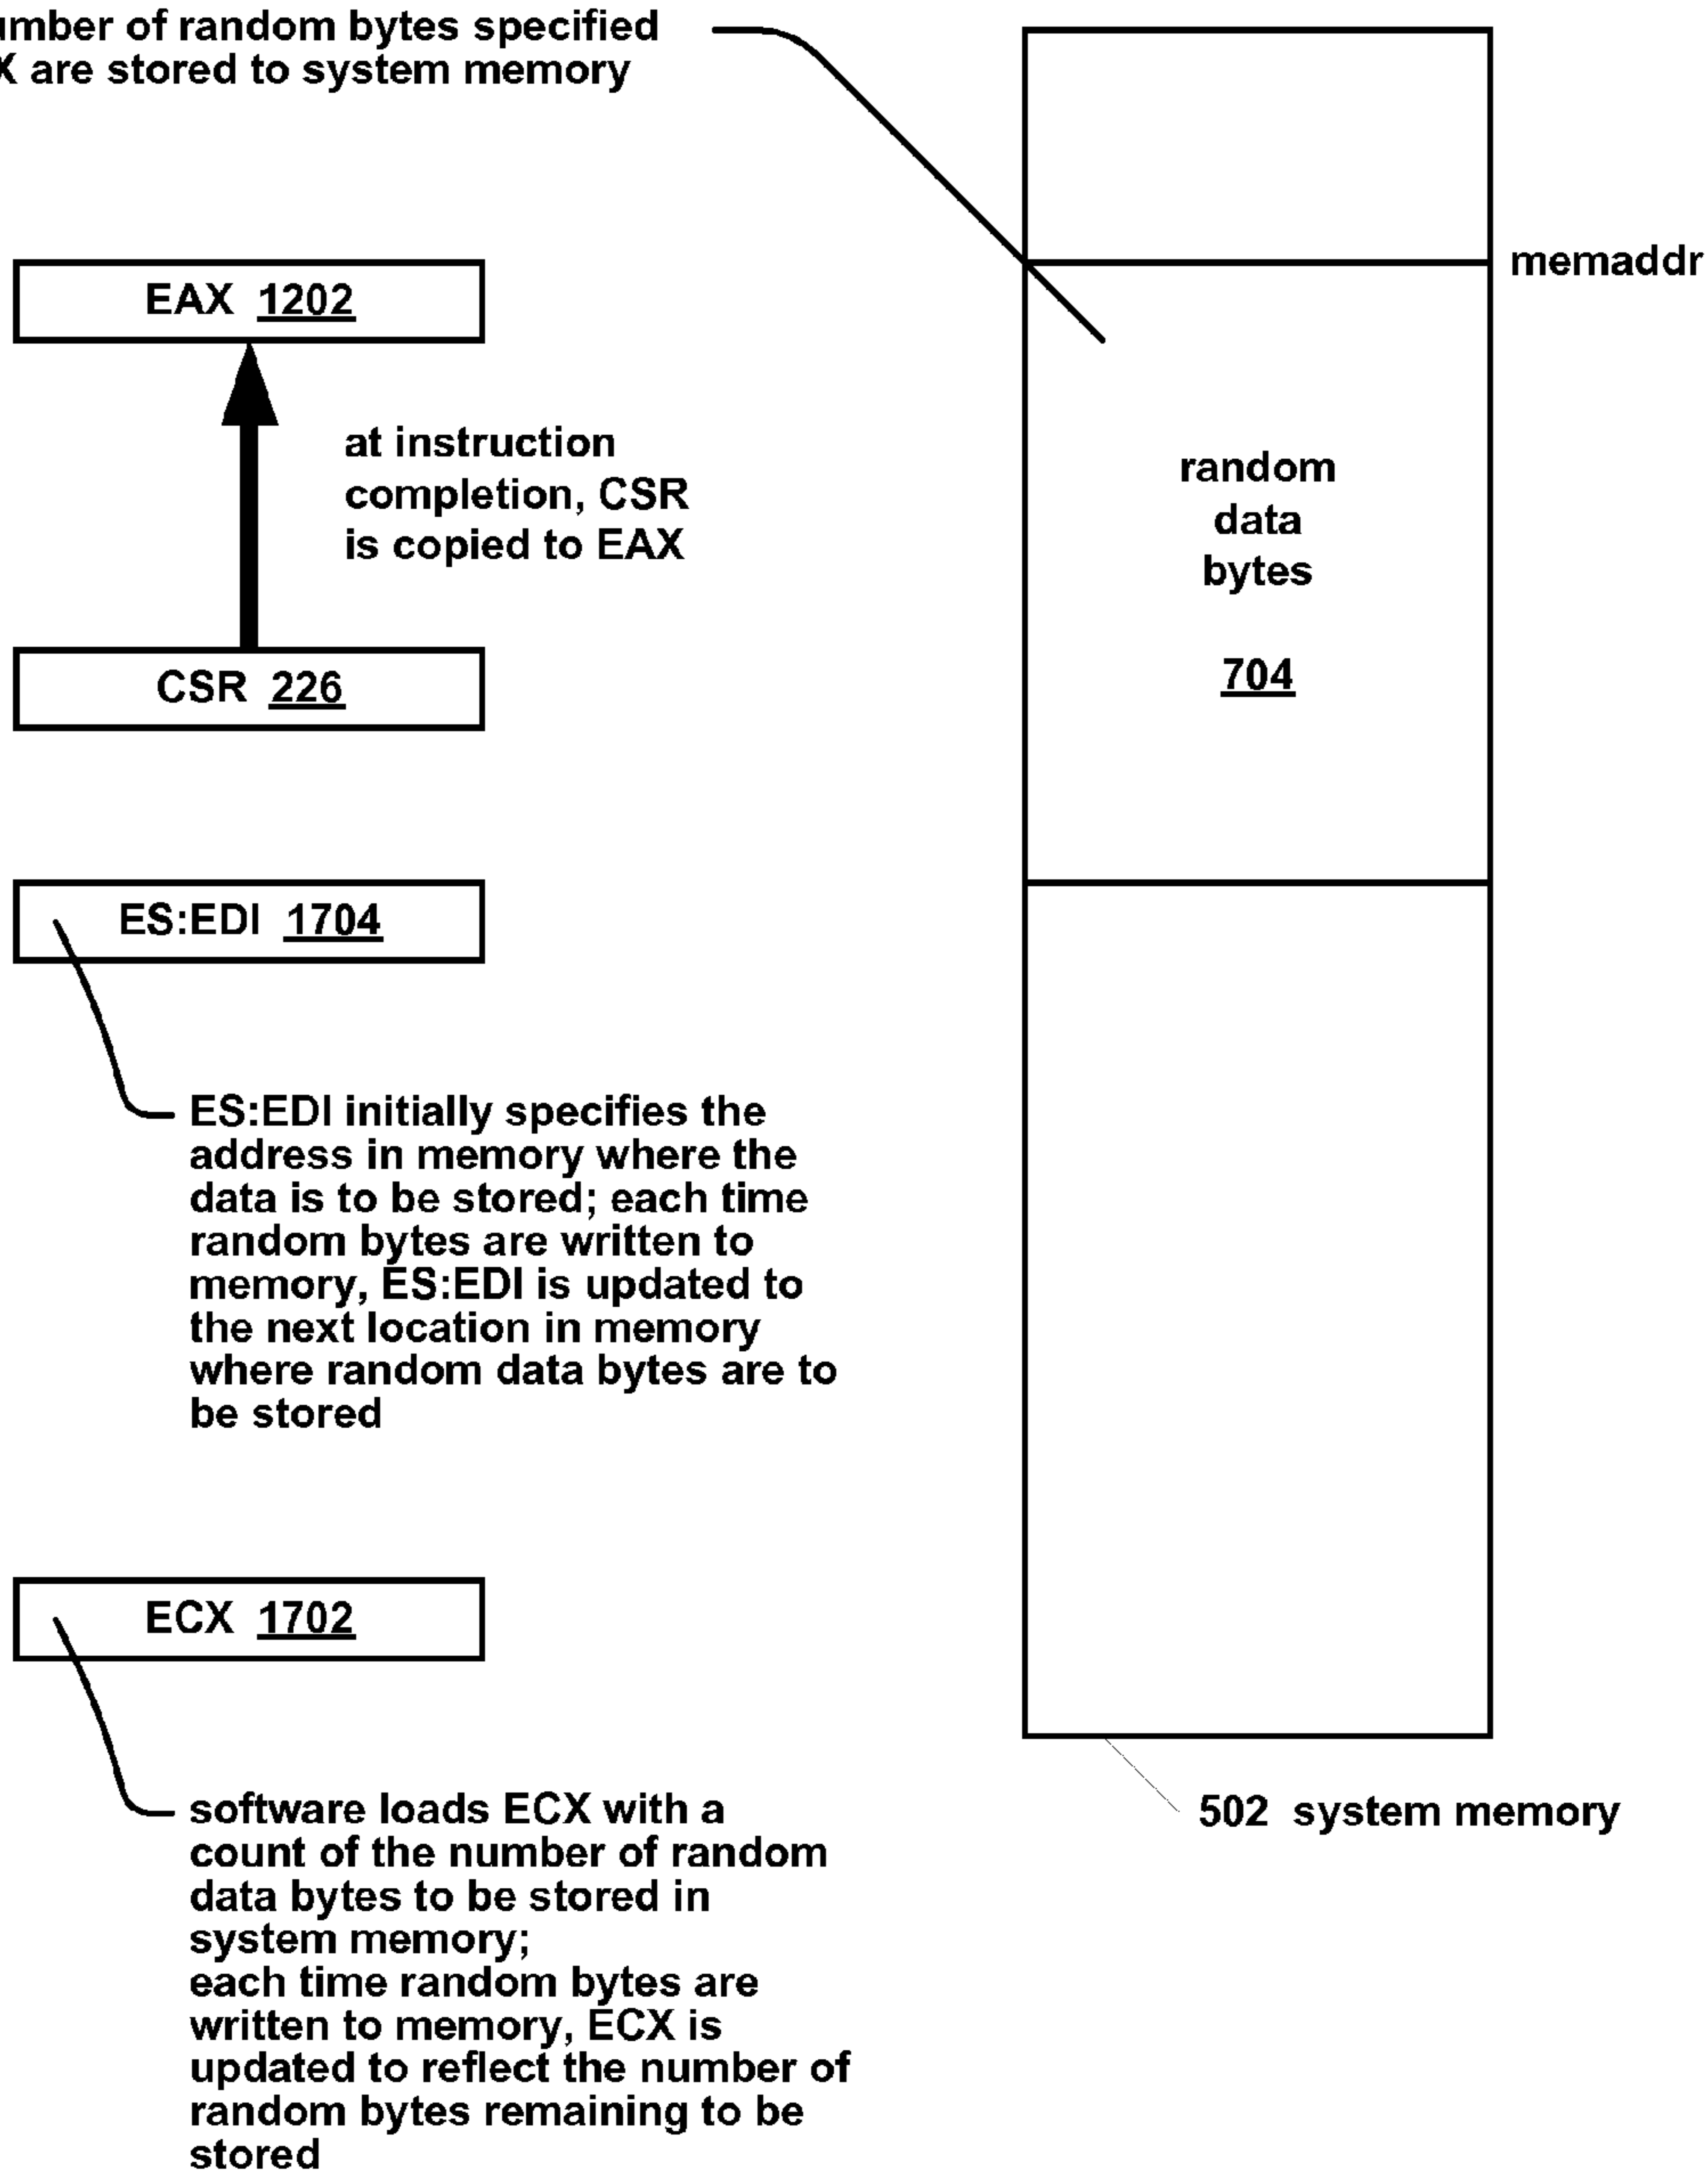 of random bytes specified
are stored to system memory
memaddr
EAX 1202
at instruction
completion, CSR
is copied to EAX
random
data
bytes
704
CSR 226
ES:EDI 1704
ES:EDI initially specifies the
address in memory where the
data is to be stored; each time
random bytes are written to
memory, ES:EDI is updated to
the next location in memory
where random data bytes are to
be stored
ECX 1702
software loads ECX with a
count of the number of random
data bytes to be stored in
system memory;
each time random bytes are
written to memory, ECX is
updated to reflect the number of
random bytes remaining to be
stored
502 system memory